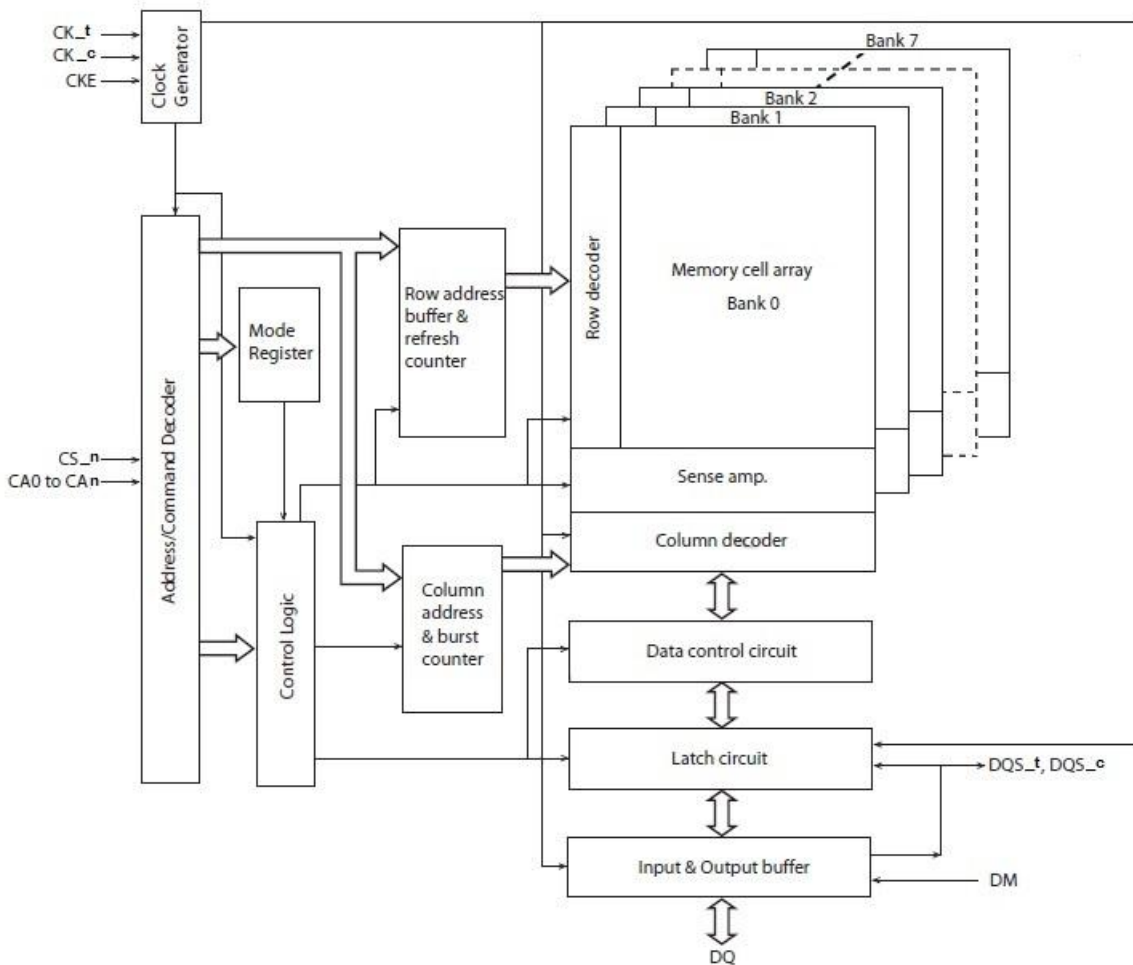 CK_t
CK_c
CKE
Clock
Generator
Bank 7
Bank 2
Bank 1
Row decoder
Memory cell array
Bank 0
Row address
buffer &
refresh
counter
Mode
Register
Address/Command Decoder
CS_n
CA0 to CAn
Sense amp.
Column decoder
Control Logic
Column
address
& burst
counter
Data control circuit
Latch circuit
DQS_t, DQS_c
Input & Output buffer
DM
DQ